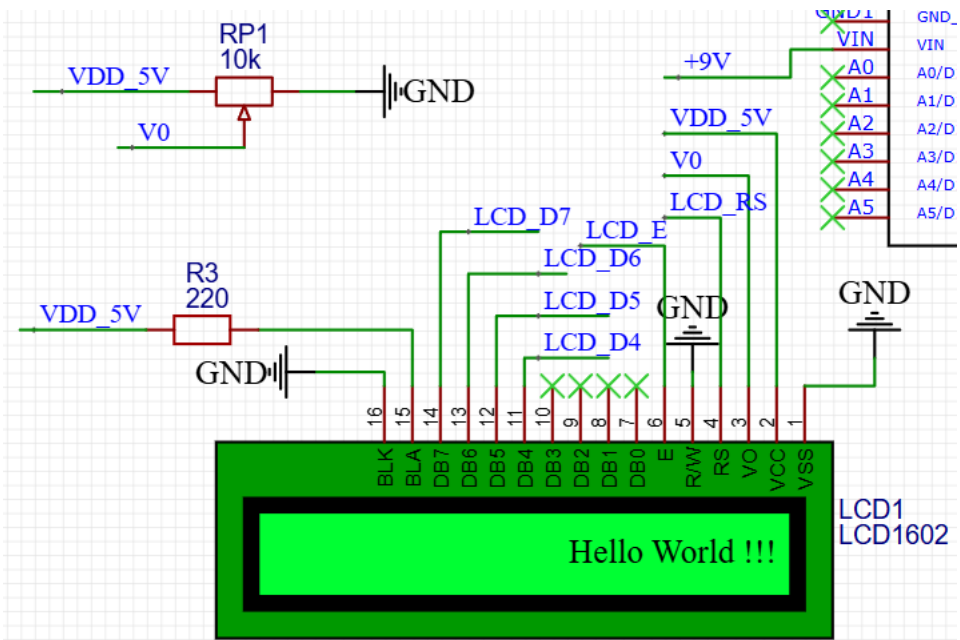 RP1
10k
VDD_5V
GND
V0
GND1
GND_
VIN
VIN
+9V
A0
A0/D
A1
A1/D
VDD_5V
A2
A2/D
V0
A3
A3/D
A4
A4/D
LCD_RS
A5
A5/D
LCD_D7
LCD_E
LCD_D6
R3
220
VDD_5V
LCD_D5
GND
GND
LCD_D4
GND
16
15
14
13
12
11
10
9
8
7
6
5
4
3
2
1
BLK
BLA
DB7
DB6
DB5
DB4
DB3
DB2
DB1
DB0
E
R/W
RS
VO
VCC
VSS
LCD1
LCD1602
Hello World !!!